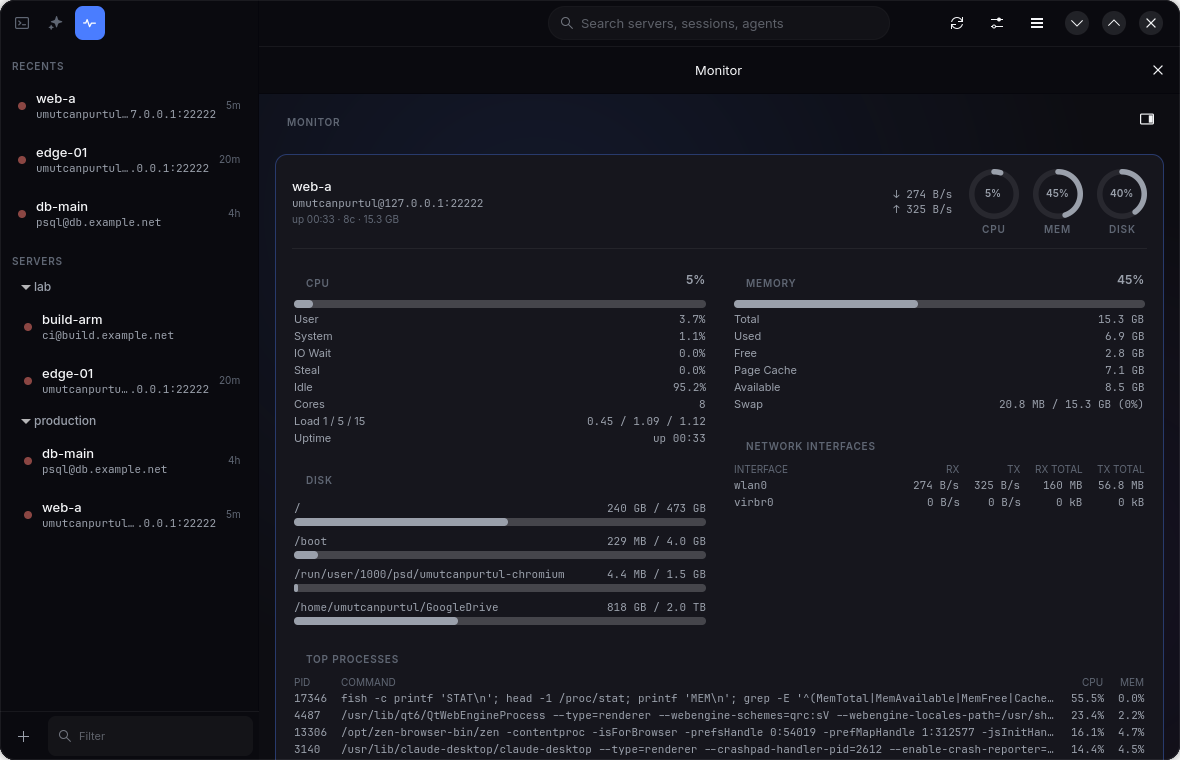 Search servers, sessions, agents
RECENTS
web-a
umutcanpurtul…7.0.0.1:22222
5m
edge-01
umutcanpurtul….0.0.1:22222
20m
db-main
psql@db.example.net
4h
SERVERS
lab
build-arm
ci@build.example.net
edge-01
umutcanpurtu….0.0.1:22222
20m
production
db-main
psql@db.example.net
4h
web-a
umutcanpurtul….0.0.1:22222
5m
Filter
Monitor
MONITOR
web-a
umutcanpurtul@127.0.0.1:22222
up 00:33 · 8c · 15.3 GB
↓ 274 B/s
↑ 325 B/s
5%
CPU
45%
MEM
40%
DISK
CPU 5%
User 3.7%
System 1.1%
IO Wait 0.0%
Steal 0.0%
Idle 95.2%
Cores 8
Load 1 / 5 / 15 0.45 / 1.09 / 1.12
Uptime up 00:33
DISK
/ 240 GB / 473 GB
/boot 229 MB / 4.0 GB
/run/user/1000/psd/umutcanpurtul-chromium 4.4 MB / 1.5 GB
/home/umutcanpurtul/GoogleDrive 818 GB / 2.0 TB
MEMORY 45%
Total 15.3 GB
Used 6.9 GB
Free 2.8 GB
Page Cache 7.1 GB
Available 8.5 GB
Swap 20.8 MB / 15.3 GB (0%)
NETWORK INTERFACES
INTERFACE RX TX RX TOTAL TX TOTAL
wlan0 274 B/s 325 B/s 160 MB 56.8 MB
virbr0 0 B/s 0 B/s 0 kB 0 kB
TOP PROCESSES
PID COMMAND CPU MEM
17346 fish -c printf 'STAT\n'; head -1 /proc/stat; printf 'MEM\n'; grep -E '^(MemTotal|MemAvailable|MemFree|Cache… 55.5% 0.0%
4487 /usr/lib/qt6/QtWebEngineProcess --type=renderer --webengine-schemes=qrc:sV --webengine-locales-path=/usr/sh… 23.4% 2.2%
13306 /opt/zen-browser-bin/zen -contentproc -isForBrowser -prefsHandle 0:54019 -prefMapHandle 1:312577 -jsInitHan… 16.1% 4.7%
3140 /usr/lib/claude-desktop/claude-desktop --type=renderer --crashpad-handler-pid=2612 --enable-crash-reporter=… 14.4% 4.5%